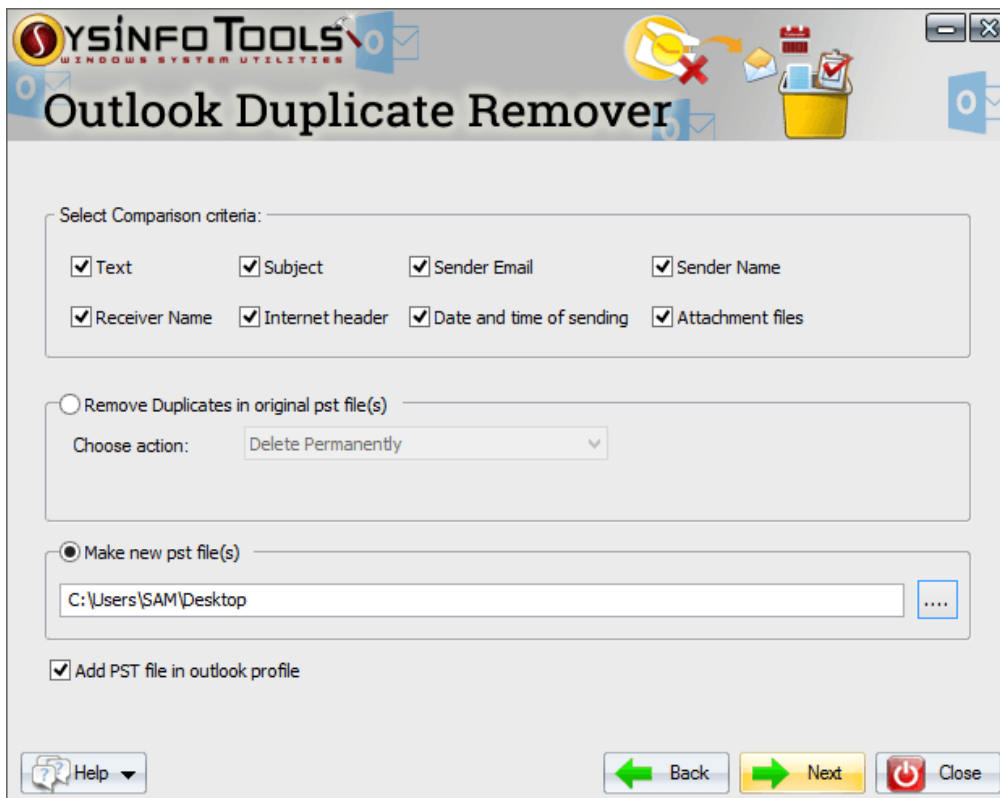 SYSINFO TOOLS
WINDOWS SYSTEM UTILITIES
Outlook Duplicate Remover
Select Comparison criteria:
Text Subject Sender Email Sender Name
Receiver Name Internet header Date and time of sending Attachment files
Remove Duplicates in original pst file(s)
Choose action: Delete Permanently
Make new pst file(s)
C:\Users\SAM\Desktop ....
Add PST file in outlook profile
Help Back Next Close